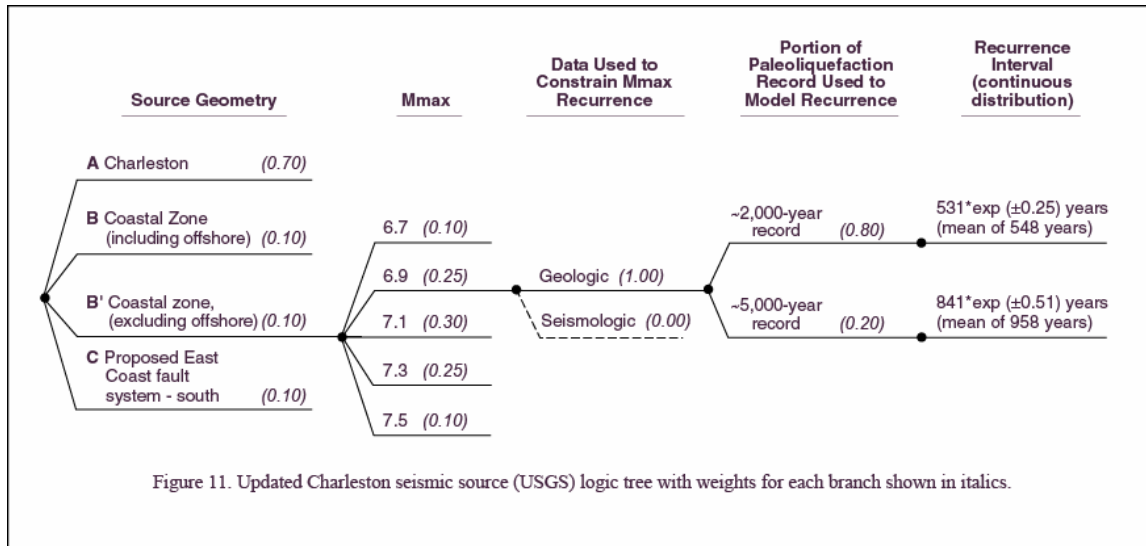 Source Geometry
Mmax
Data Used to
Constrain Mmax
Recurrence
Portion of
Paleoliquefaction
Record Used to
Model Recurrence
Recurrence
Interval
(continuous
distribution)
A Charleston (0.70)
B Coastal Zone
(including offshore) (0.10)
B' Coastal zone,
(excluding offshore) (0.10)
C Proposed East
Coast fault
system - south (0.10)
6.7 (0.10)
6.9 (0.25)
7.1 (0.30)
7.3 (0.25)
7.5 (0.10)
Geologic (1.00)
Seismologic (0.00)
~2,000-year
record (0.80)
~5,000-year
record (0.20)
531*exp (±0.25) years
(mean of 548 years)
841*exp (±0.51) years
(mean of 958 years)
Figure 11. Updated Charleston seismic source (USGS) logic tree with weights for each branch shown in italics.